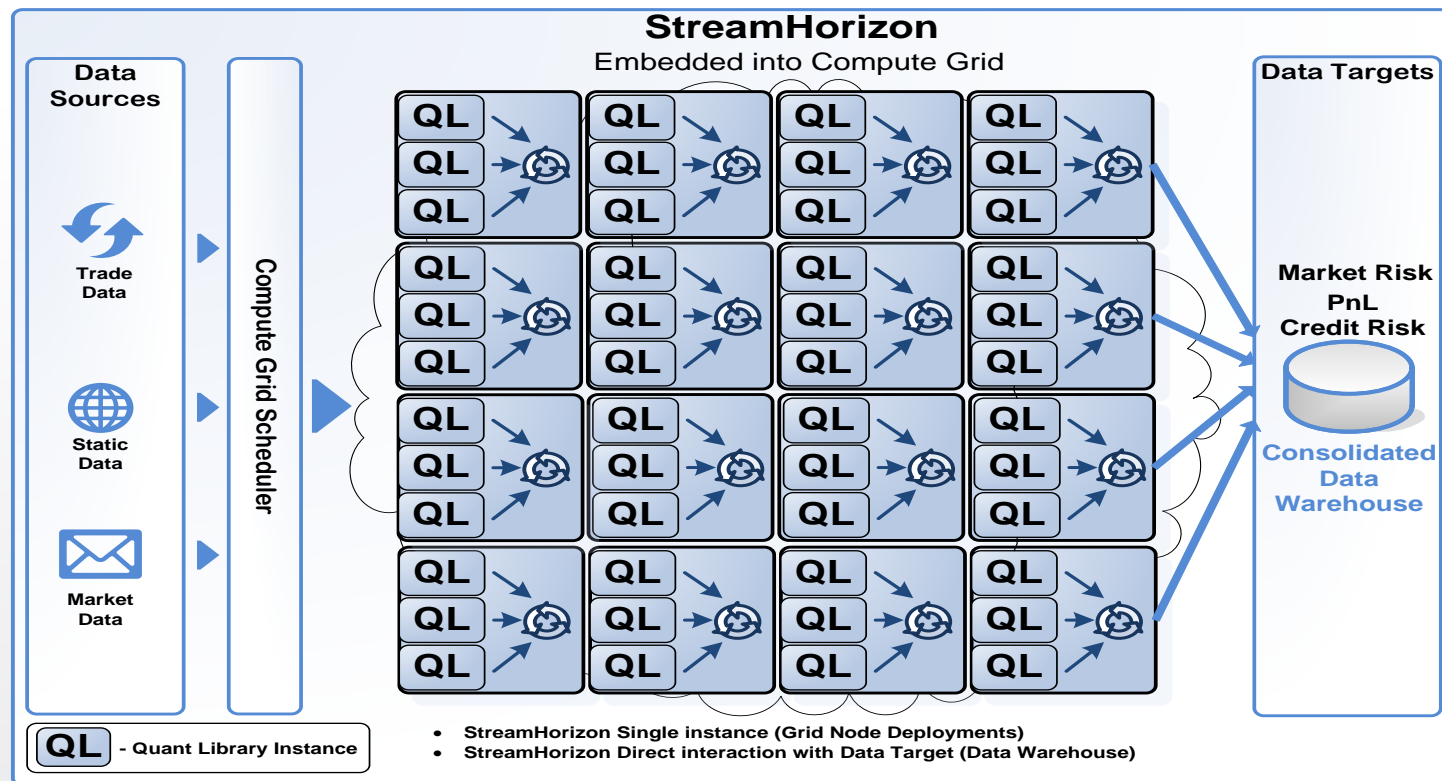 StreamHorizon
Embedded into Compute Grid
Data
Sources
Trade
Data
Static
Data
Market
Data
Compute Grid Scheduler
QL QL QL QL
QL QL QL QL
QL QL QL QL
QL QL QL QL
QL QL QL QL
QL QL QL QL
QL QL QL QL
QL QL QL QL
QL QL QL QL
QL QL QL QL
QL QL QL QL
QL QL QL QL
Data Targets
Market Risk
PnL
Credit Risk
Consolidated
Data
Warehouse
QL - Quant Library Instance
• StreamHorizon Single instance (Grid Node Deployments)
• StreamHorizon Direct interaction with Data Target (Data Warehouse)